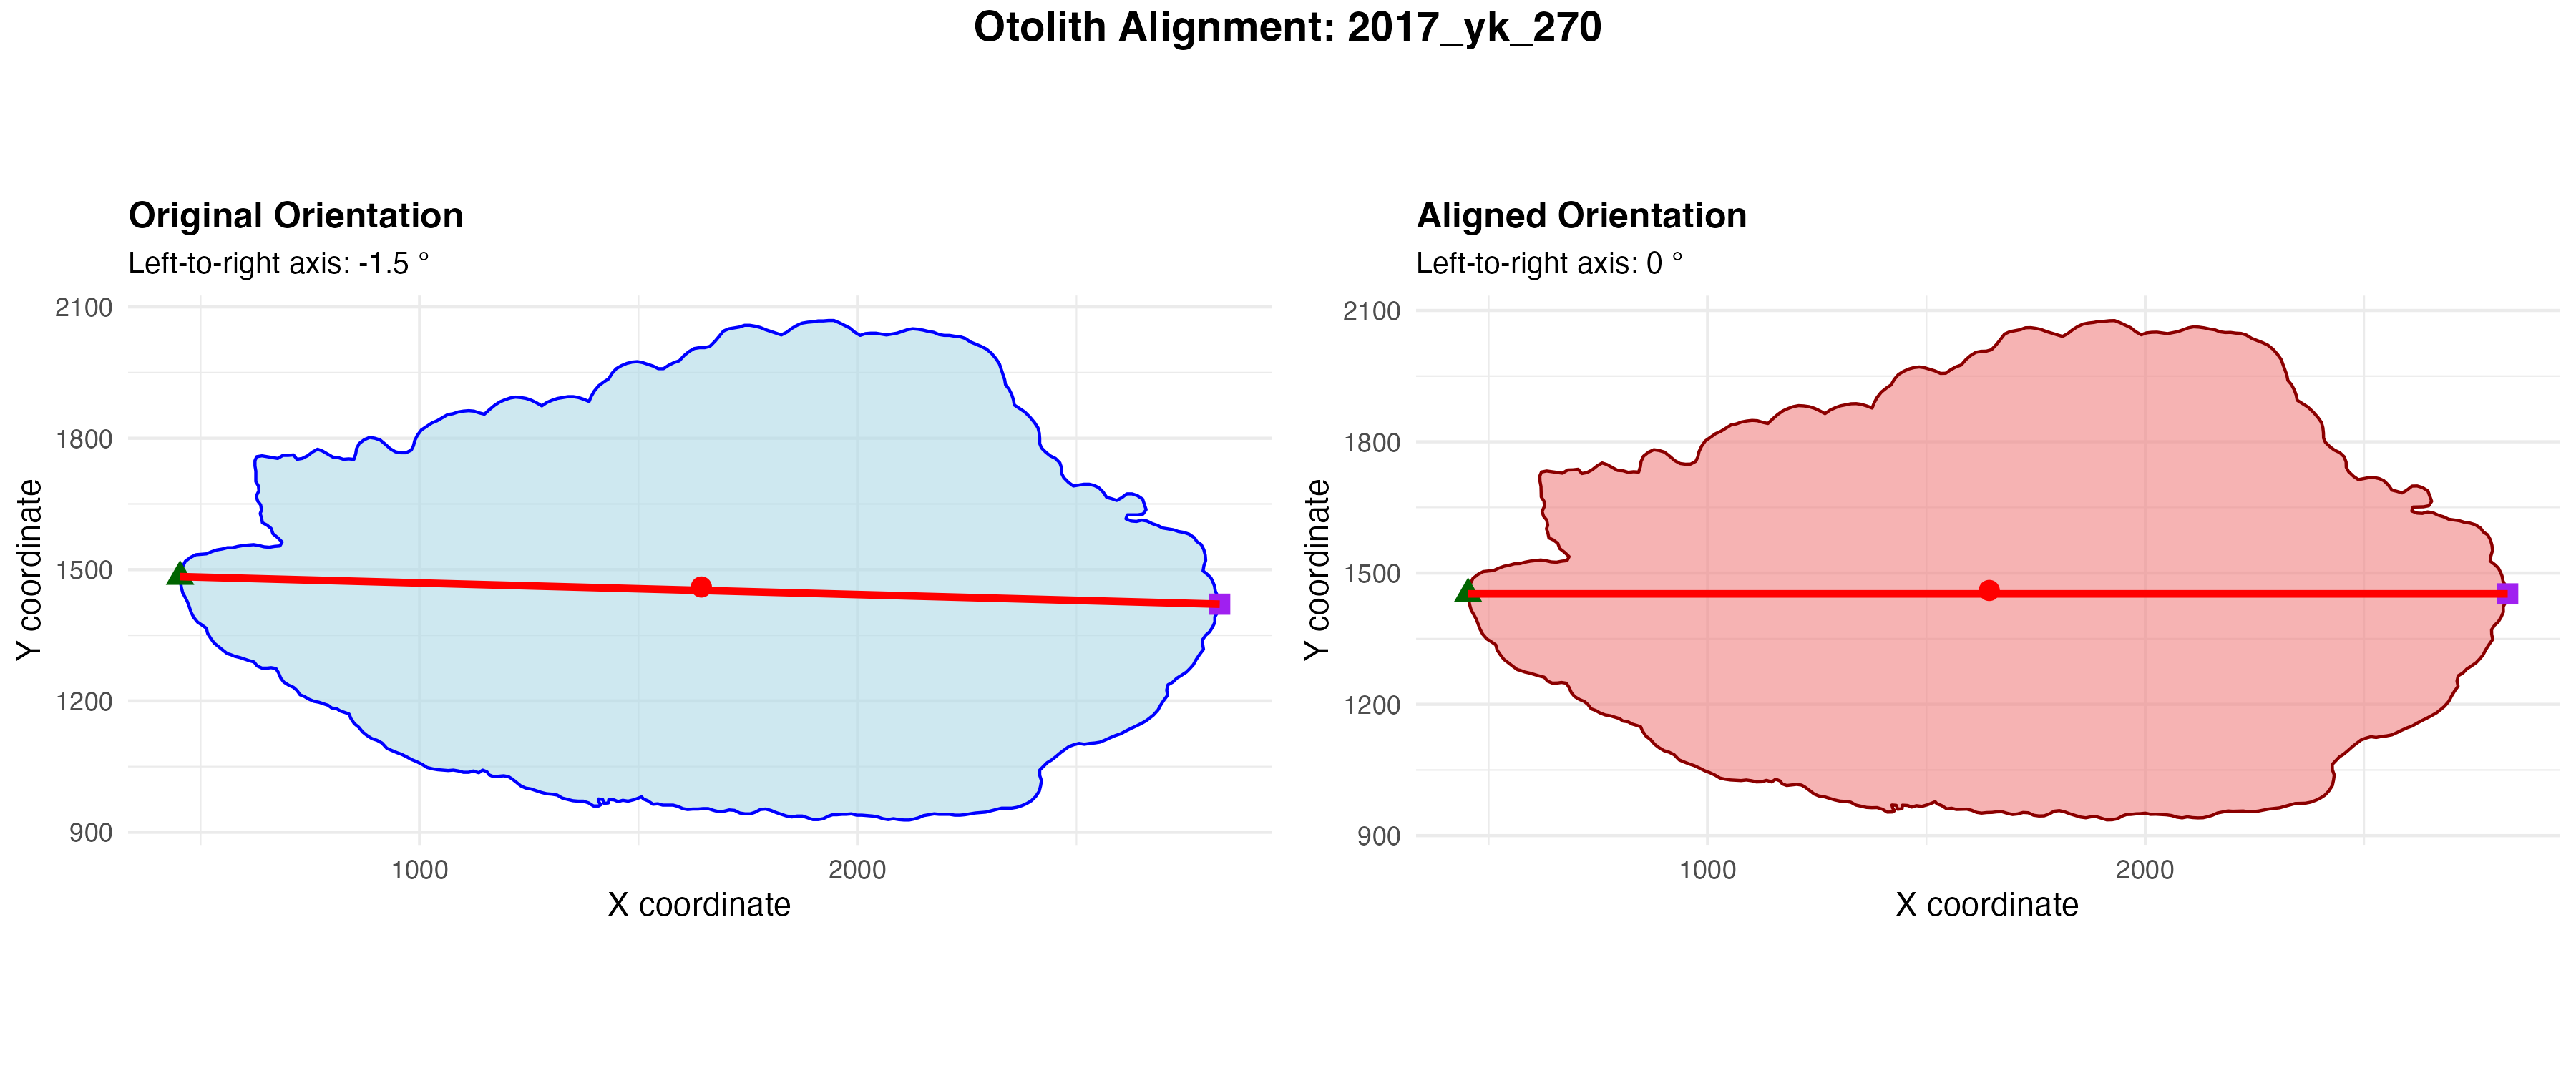 Otolith Alignment: 2017_yk_270
Original Orientation
Left-to-right axis: -1.5 °
2100
1800
1500
1200
900
Y coordinate
1000
2000
X coordinate
Aligned Orientation
Left-to-right axis: 0 °
2100
1800
1500
1200
900
Y coordinate
1000
2000
X coordinate